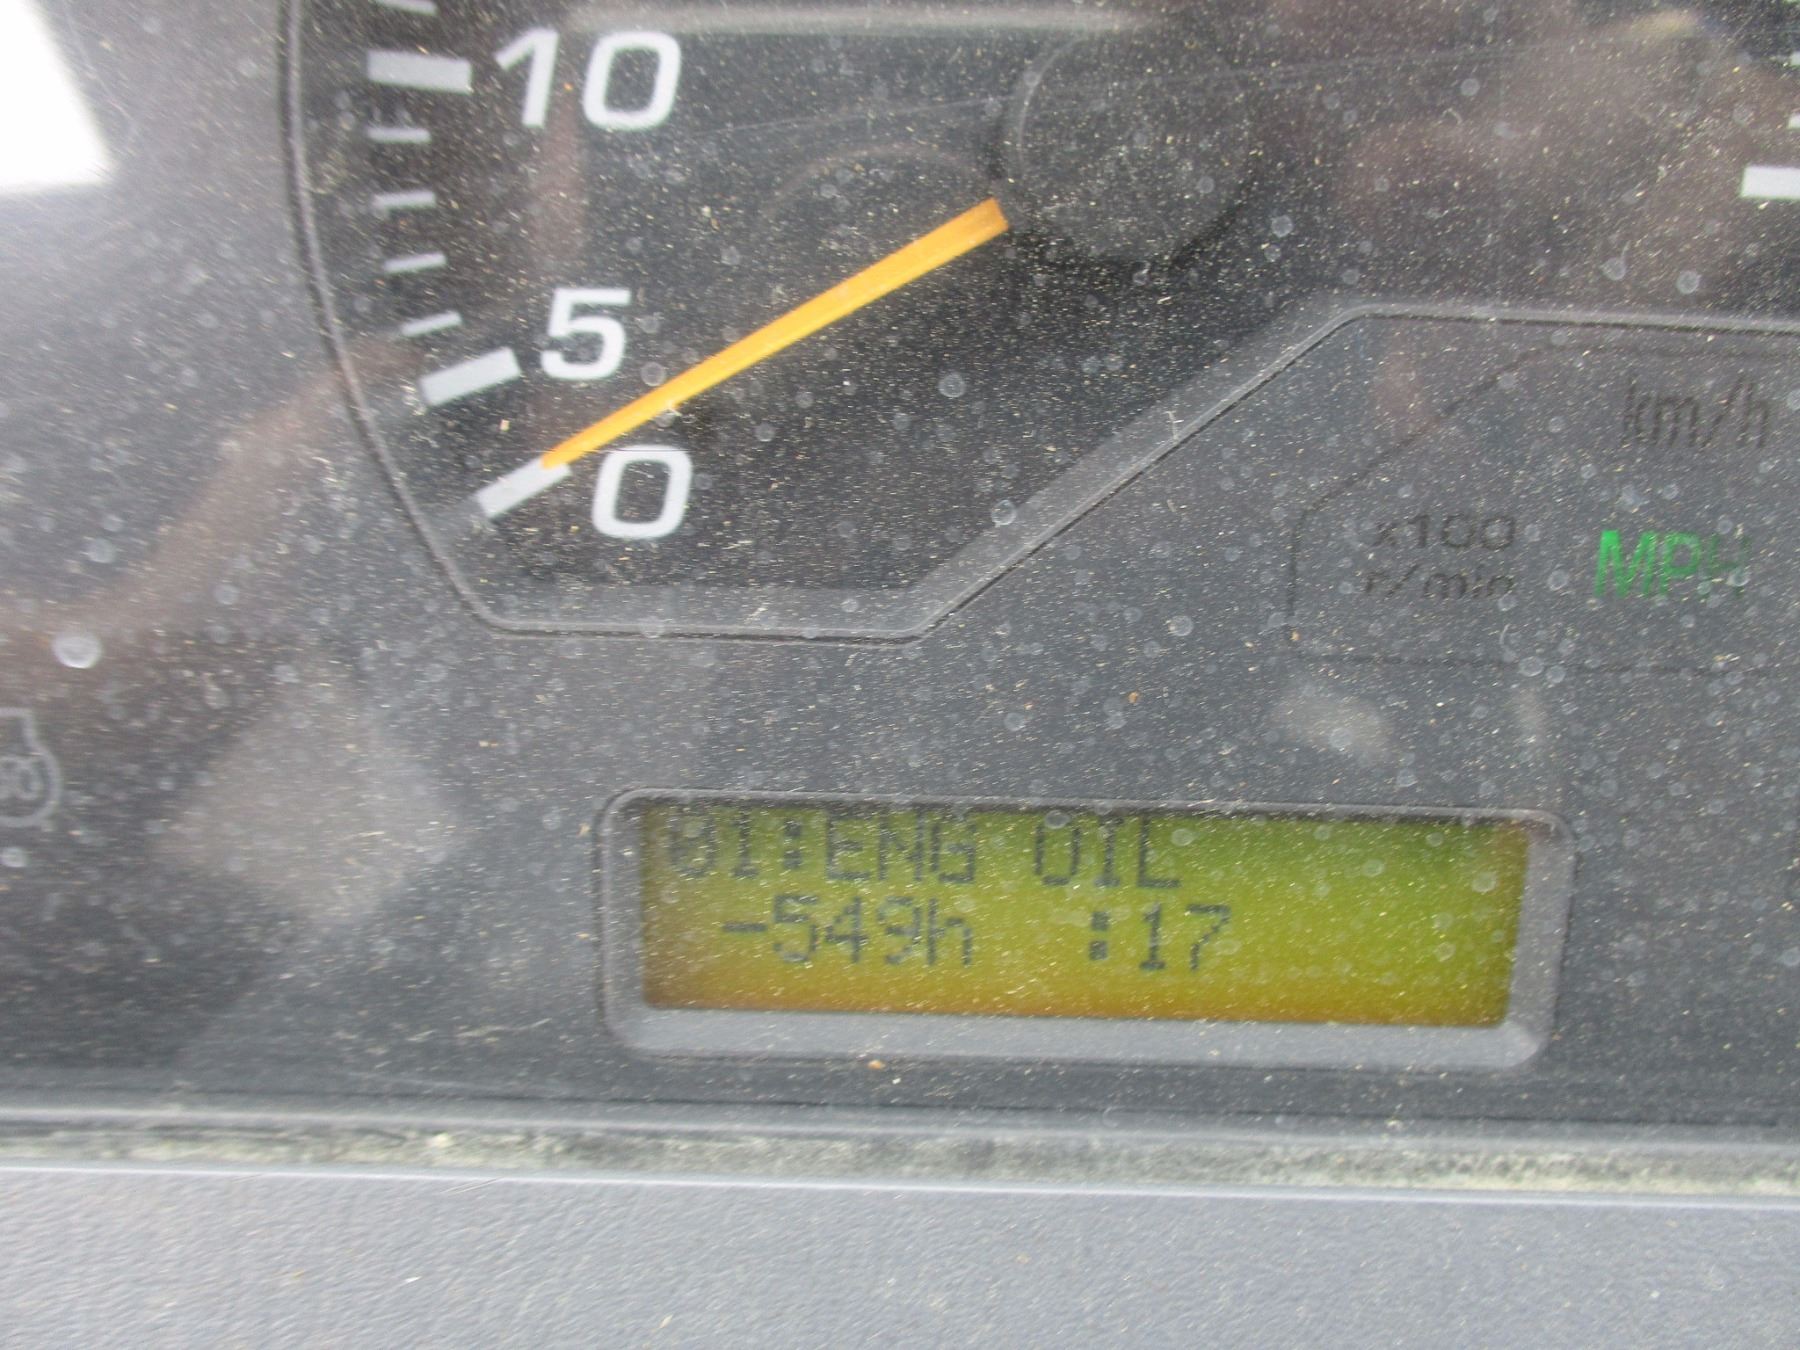 10
5
0
km/h
x100
r/min
MPH
01:ENG OIL
-549h :17